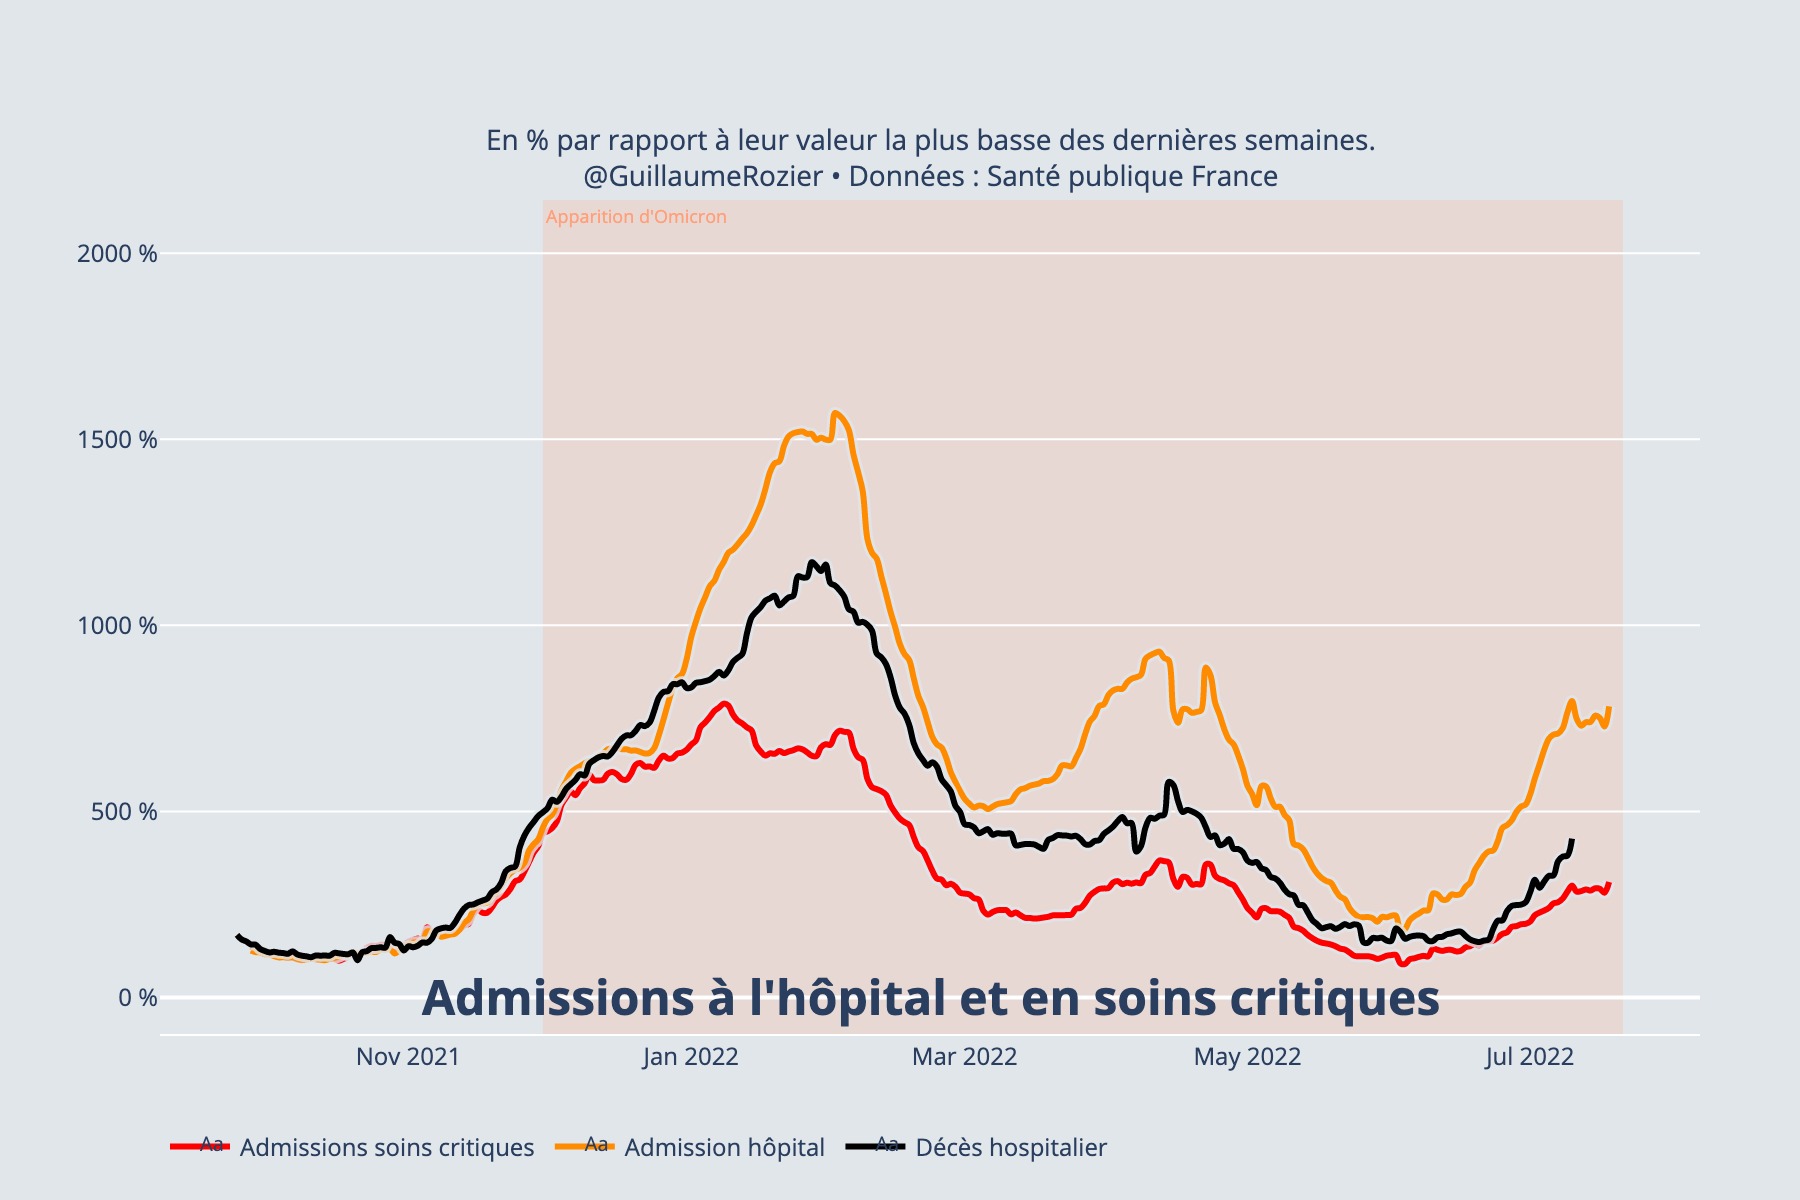 En % par rapport à leur valeur la plus basse des dernières semaines.
@GuillaumeRozier • Données : Santé publique France
Apparition d'Omicron
2000 %
1500 %
1000 %
500 %
0 %
Admissions à l'hôpital et en soins critiques
Nov 2021
Jan 2022
Mar 2022
May 2022
Jul 2022
Aa Admissions soins critiques
Aa Admission hôpital
Aa Décès hospitalier